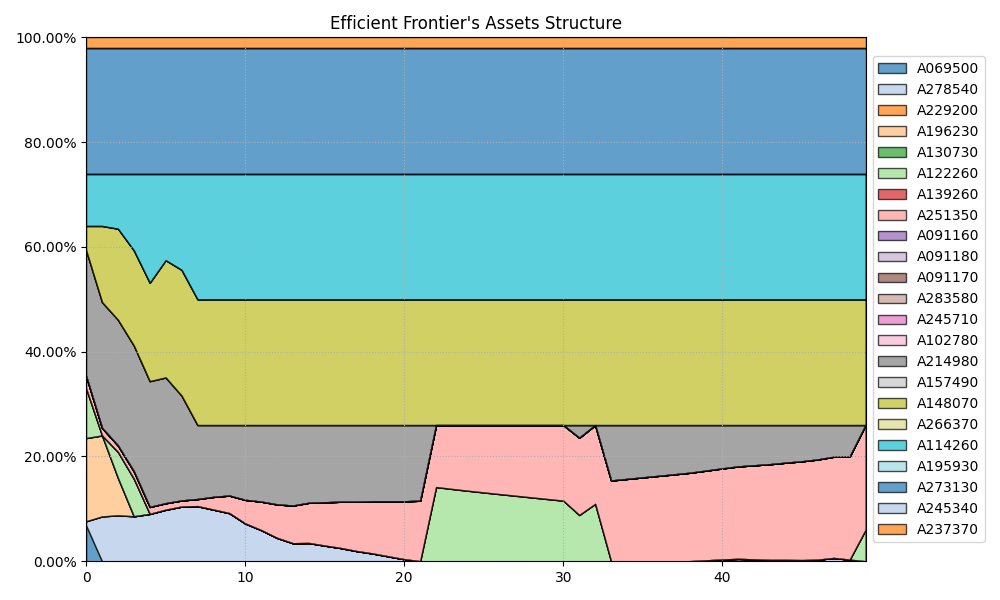 Efficient Frontier's Assets Structure
100.00%
80.00%
60.00%
40.00%
20.00%
0.00%
0
10
20
30
40
A069500
A278540
A229200
A196230
A130730
A122260
A139260
A251350
A091160
A091180
A091170
A283580
A245710
A102780
A214980
A157490
A148070
A266370
A114260
A195930
A273130
A245340
A237370